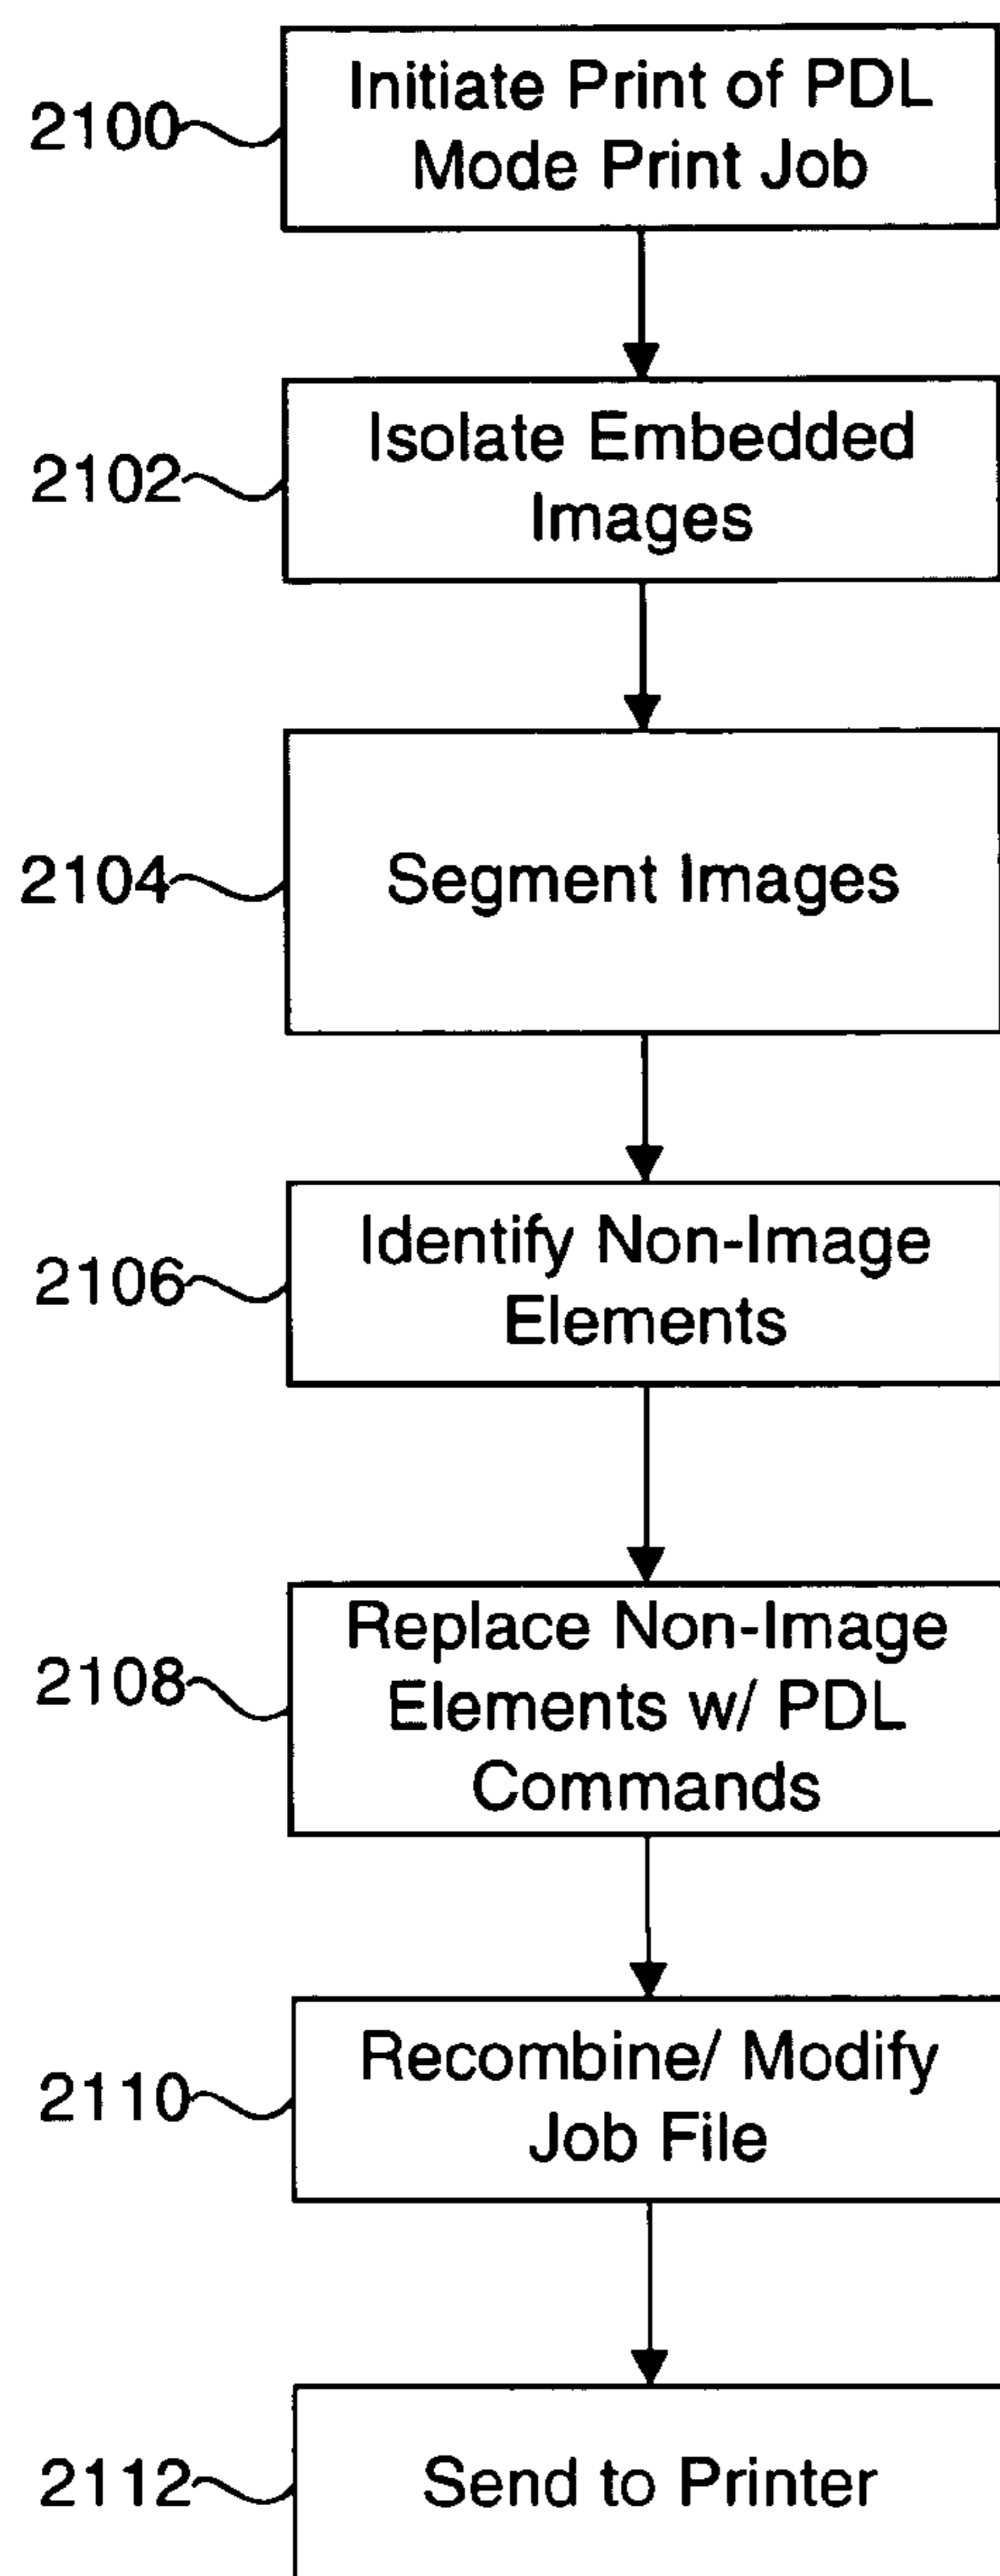 2100
Initiate Print of PDL
Mode Print Job
2102
Isolate Embedded
Images
2104
Segment Images
2106
Identify Non-Image
Elements
2108
Replace Non-Image
Elements w/ PDL
Commands
2110
Recombine/ Modify
Job File
2112
Send to Printer